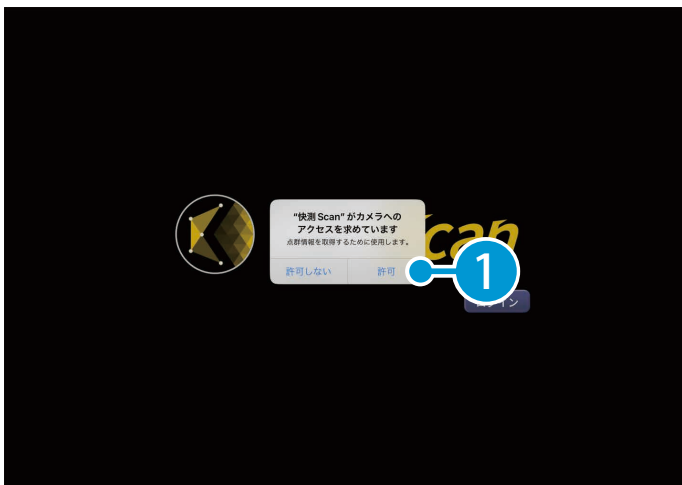 “快測 Scan” がカメラへの
アクセスを求めています
点群情報を取得するために使用します。
許可しない
許可
1
can